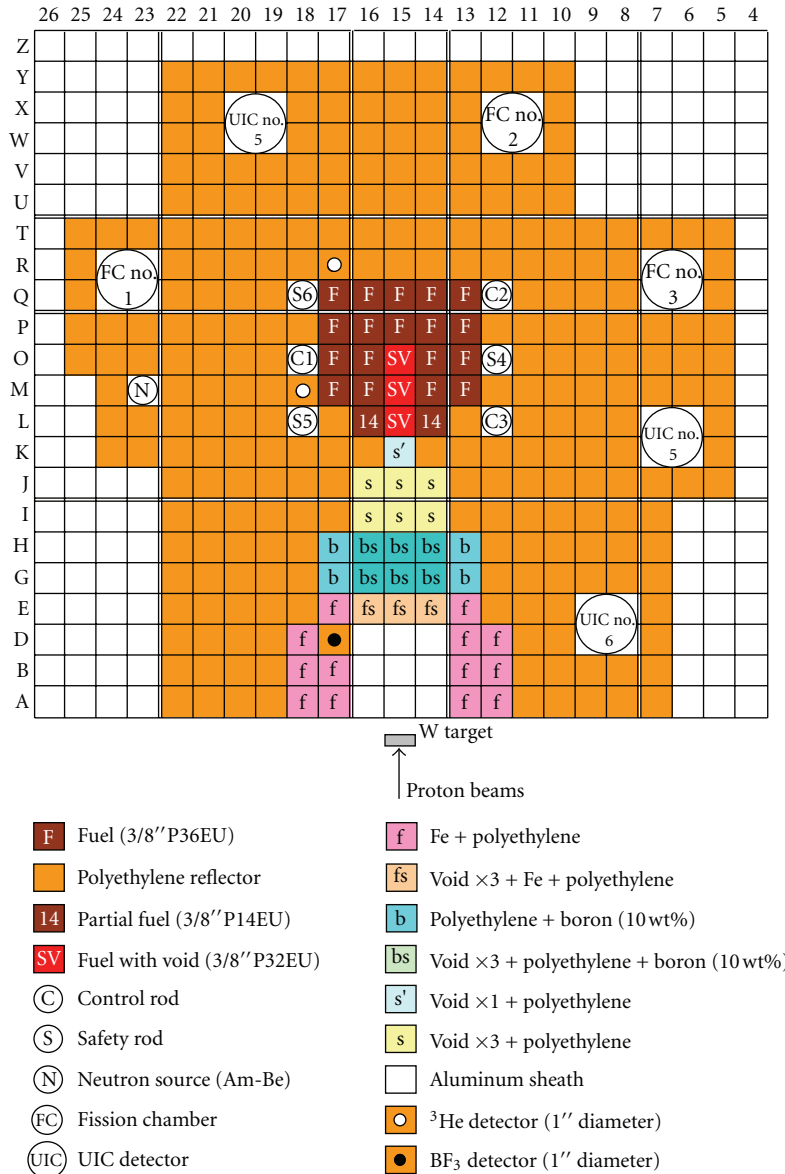 26 25 24 23 22 21 20 19 18 17 16 15 14 13 12 11 10 9 8 7 6 5 4
Z
Y
X
UIC no. 5
FC no. 2
W
V
U
T
R
FC no. 1
FC no. 3
Q S6 F F F F F C2
P F F F F F
O C1 F F SV F F S4
M N F F SV F F
L S5 14 SV 14 C3
UIC no. 5
K s′
J s s s
I s s s
H b bs bs bs b
G b bs bs bs b
E f fs fs fs f
UIC no. 6
D f f f
B f f f f
A f f f f
W target
Proton beams
F Fuel (3/8′′P36EU)
Polyethylene reflector
14 Partial fuel (3/8′′P14EU)
SV Fuel with void (3/8′′P32EU)
C Control rod
S Safety rod
N Neutron source (Am-Be)
FC Fission chamber
UIC UIC detector
f Fe + polyethylene
fs Void ×3 + Fe + polyethylene
b Polyethylene + boron (10 wt%)
bs Void ×3 + polyethylene + boron (10 wt%)
s' Void ×1 + polyethylene
s Void ×3 + polyethylene
Aluminum sheath
³He detector (1′′ diameter)
BF₃ detector (1′′ diameter)